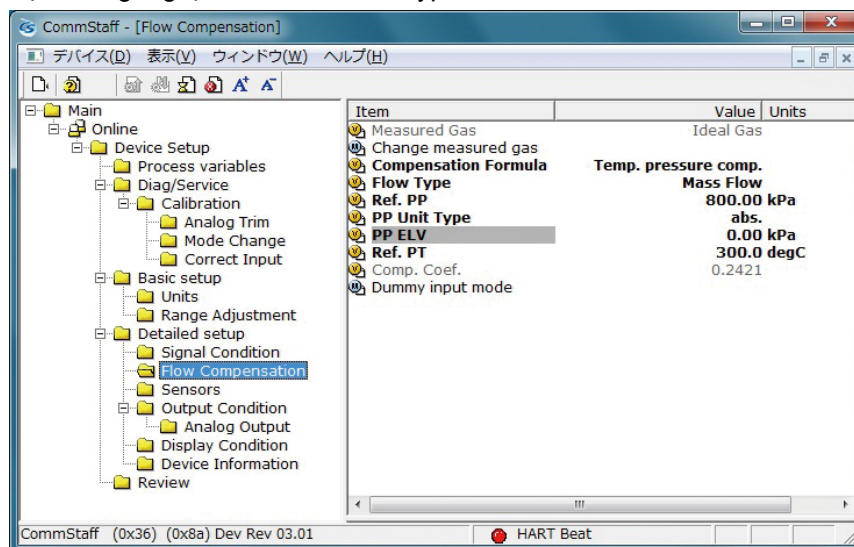 CommStaff - [Flow Compensation]
デバイス(D) 表示(V) ウィンドウ(W) ヘルプ(H)
Main
Online
Device Setup
Process variables
Diag/Service
Calibration
Analog Trim
Mode Change
Correct Input
Basic setup
Units
Range Adjustment
Detailed setup
Signal Condition
Flow Compensation
Sensors
Output Condition
Analog Output
Display Condition
Device Information
Review
Item Value Units
Measured Gas Ideal Gas
Change measured gas
Compensation Formula Temp. pressure comp.
Flow Type Mass Flow
Ref. PP 800.00 kPa
PP Unit Type abs.
PP ELV 0.00 kPa
Ref. PT 300.0 degC
Comp. Coef. 0.2421
Dummy input mode
CommStaff (0x36) (0x8a) Dev Rev 03.01 HART Beat